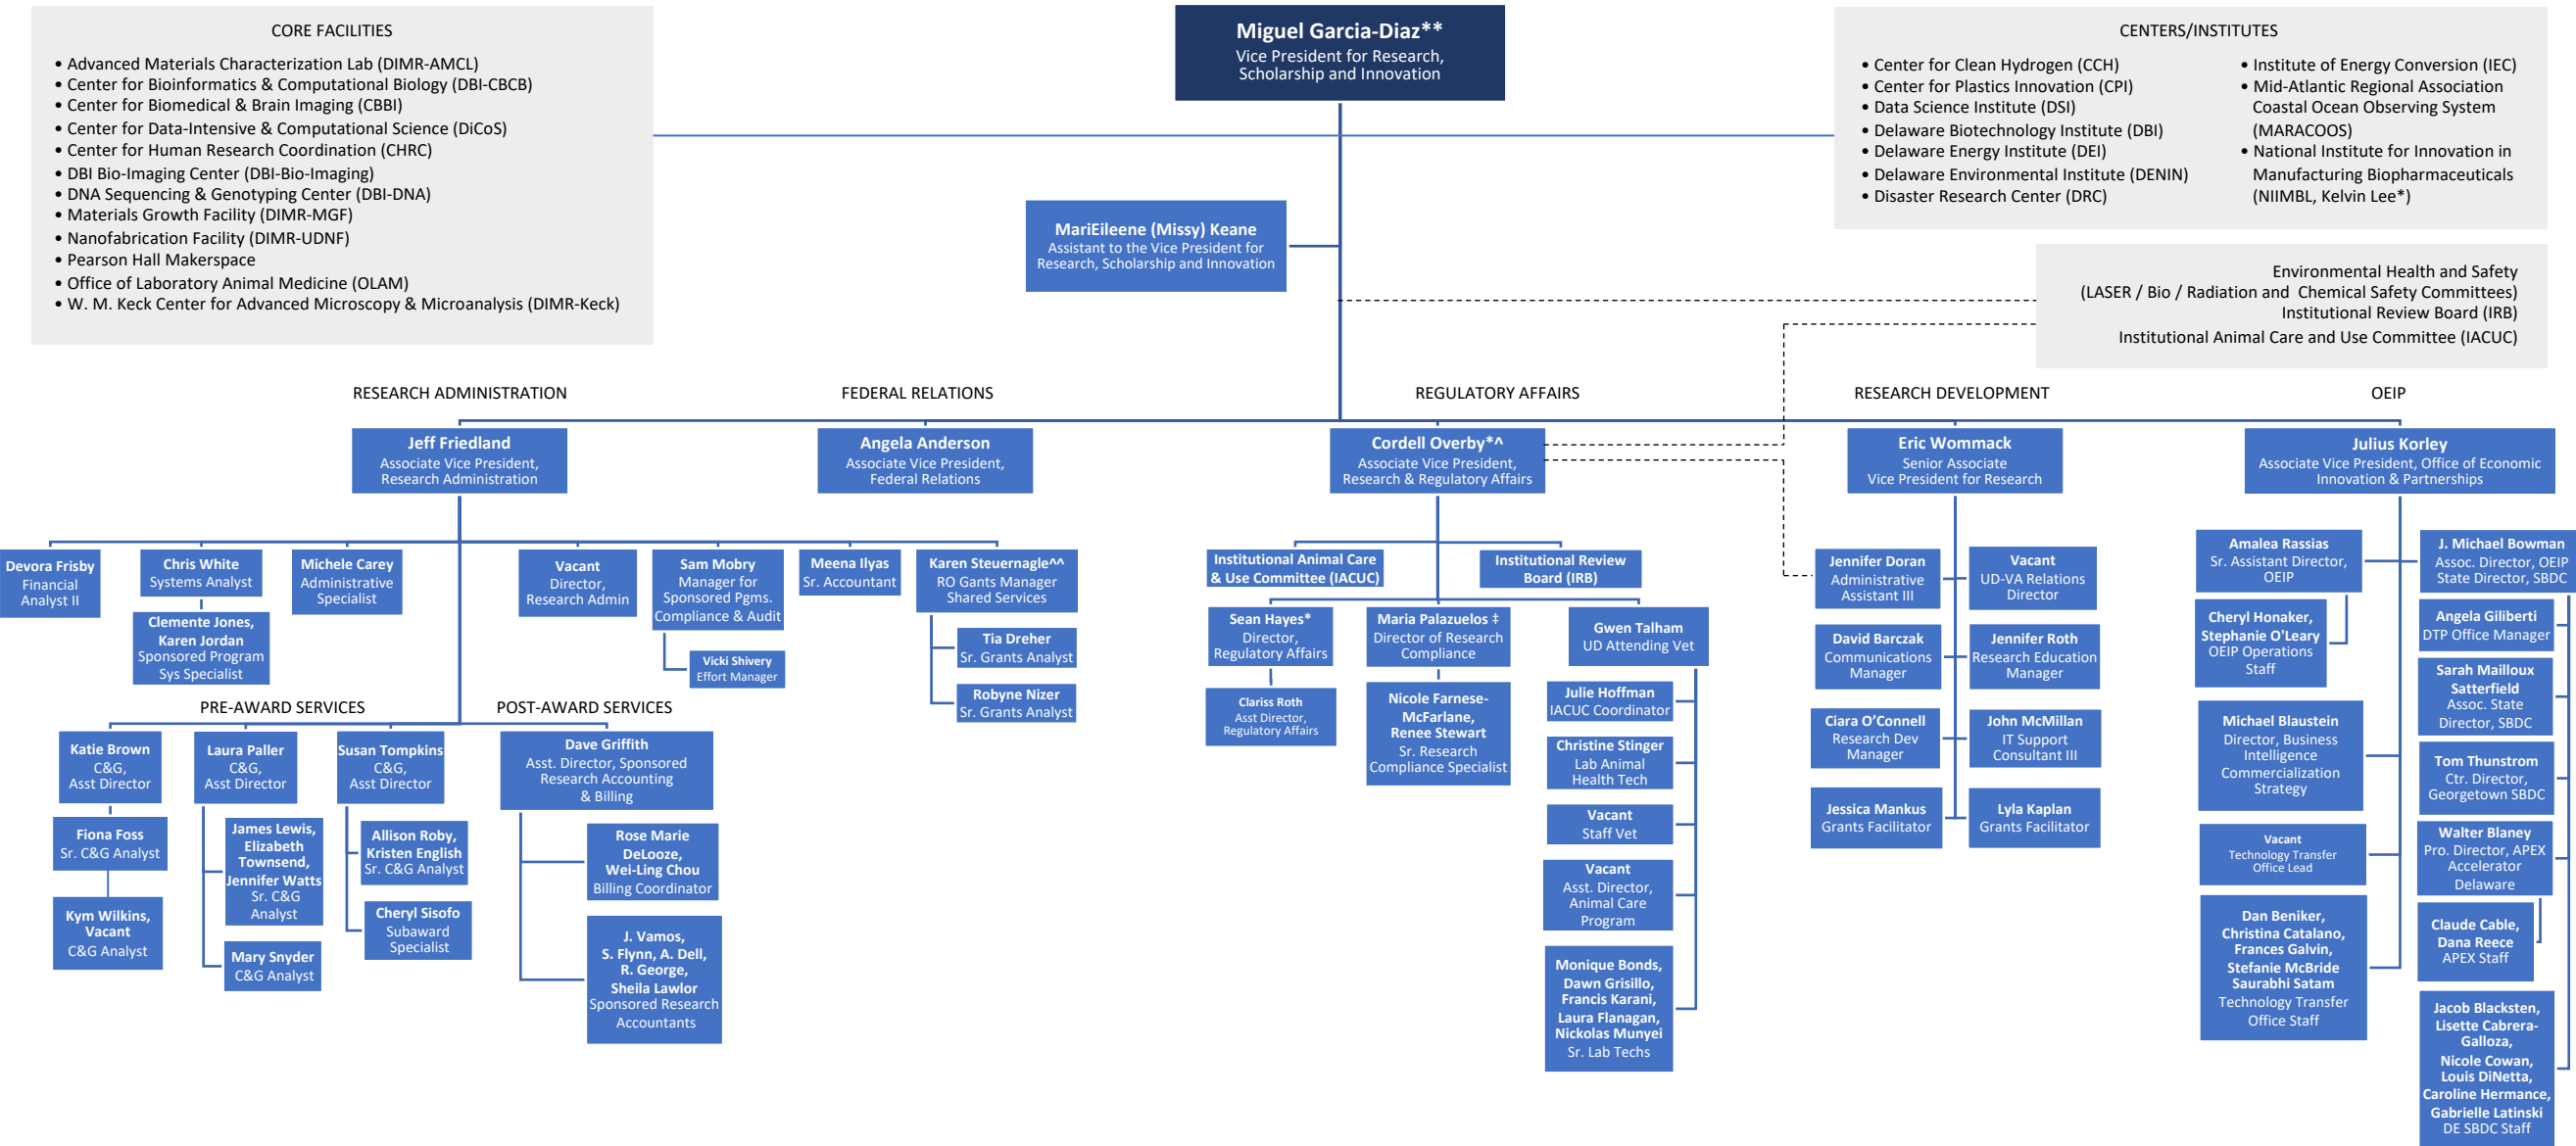 CORE FACILITIES
• Advanced Materials Characterization Lab (DIMR-AMCL)
• Center for Bioinformatics & Computational Biology (DBI-CBCB)
• Center for Biomedical & Brain Imaging (CBBI)
• Center for Data-Intensive & Computational Science (DiCoS)
• Center for Human Research Coordination (CHRC)
• DBI Bio-Imaging Center (DBI-Bio-Imaging)
• DNA Sequencing & Genotyping Center (DBI-DNA)
• Materials Growth Facility (DIMR-MGF)
• Nanofabrication Facility (DIMR-UDNF)
• Pearson Hall Makerspace
• Office of Laboratory Animal Medicine (OLAM)
• W. M. Keck Center for Advanced Microscopy & Microanalysis (DIMR-Keck)
Miguel Garcia-Diaz**
Vice President for Research,
Scholarship and Innovation
CENTERS/INSTITUTES
• Center for Clean Hydrogen (CCH)
• Center for Plastics Innovation (CPI)
• Data Science Institute (DSI)
• Delaware Biotechnology Institute (DBI)
• Delaware Energy Institute (DEI)
• Delaware Environmental Institute (DENIN)
• Disaster Research Center (DRC)
• Institute of Energy Conversion (IEC)
• Mid-Atlantic Regional Association
Coastal Ocean Observing System
(MARACOOS)
• National Institute for Innovation in
Manufacturing Biopharmaceuticals
(NIIMBL, Kelvin Lee*)
MariEileene (Missy) Keane
Assistant to the Vice President for
Research, Scholarship and Innovation
Environmental Health and Safety
(LASER / Bio / Radiation and  Chemical Safety Committees)
Institutional Review Board (IRB)
Institutional Animal Care and Use Committee (IACUC)
RESEARCH ADMINISTRATION
FEDERAL RELATIONS
REGULATORY AFFAIRS
RESEARCH DEVELOPMENT
OEIP
Jeff Friedland
Associate Vice President,
Research Administration
Angela Anderson
Associate Vice President,
Federal Relations
Cordell Overby*^
Associate Vice President,
Research & Regulatory Affairs
Eric Wommack
Senior Associate
Vice President for Research
Julius Korley
Associate Vice President, Office of Economic
Innovation & Partnerships
Devora Frisby
Financial
Analyst II
Chris White
Systems Analyst
Clemente Jones,
Karen Jordan
Sponsored Program
Sys Specialist
Michele Carey
Administrative
Specialist
Vacant
Director,
Research Admin
Sam Mobry
Manager for
Sponsored Pgms.
Compliance & Audit
Vicki Shivery
Effort Manager
Meena Ilyas
Sr. Accountant
Karen Steuernagle^^
RO Gants Manager
Shared Services
Tia Dreher
Sr. Grants Analyst
Robyne Nizer
Sr. Grants Analyst
PRE-AWARD SERVICES
POST-AWARD SERVICES
Katie Brown
C&G,
Asst Director
Fiona Foss
Sr. C&G Analyst
Kym Wilkins,
Vacant
C&G Analyst
Laura Paller
C&G,
Asst Director
James Lewis,
Elizabeth
Townsend,
Jennifer Watts
Sr. C&G
Analyst
Mary Snyder
C&G Analyst
Susan Tompkins
C&G,
Asst Director
Allison Roby,
Kristen English
Sr. C&G Analyst
Cheryl Sisofo
Subaward
Specialist
Dave Griffith
Asst. Director, Sponsored
Research Accounting
& Billing
Rose Marie
DeLooze,
Wei-Ling Chou
Billing Coordinator
J. Vamos,
S. Flynn, A. Dell,
R. George,
Sheila Lawlor
Sponsored Research
Accountants
Institutional Animal Care
& Use Committee (IACUC)
Institutional Review
Board (IRB)
Sean Hayes*
Director,
Regulatory Affairs
Clariss Roth
Asst Director,
Regulatory Affairs
Maria Palazuelos ‡
Director of Research
Compliance
Nicole Farnese-
McFarlane,
Renee Stewart
Sr. Research
Compliance Specialist
Gwen Talham
UD Attending Vet
Julie Hoffman
IACUC Coordinator
Christine Stinger
Lab Animal
Health Tech
Vacant
Staff Vet
Vacant
Asst. Director,
Animal Care
Program
Monique Bonds,
Dawn Grisillo,
Francis Karani,
Laura Flanagan,
Nickolas Munyei
Sr. Lab Techs
Jennifer Doran
Administrative
Assistant III
Vacant
UD-VA Relations
Director
David Barczak
Communications
Manager
Jennifer Roth
Research Education
Manager
Ciara O’Connell
Research Dev
Manager
John McMillan
IT Support
Consultant III
Jessica Mankus
Grants Facilitator
Lyla Kaplan
Grants Facilitator
Amalea Rassias
Sr. Assistant Director,
OEIP
Cheryl Honaker,
Stephanie O'Leary
OEIP Operations
Staff
Michael Blaustein
Director, Business
Intelligence
Commercialization
Strategy
Vacant
Technology Transfer
Office Lead
Dan Beniker,
Christina Catalano,
Frances Galvin,
Stefanie McBride
Saurabhi Satam
Technology Transfer
Office Staff
J. Michael Bowman
Assoc. Director, OEIP
State Director, SBDC
Angela Giliberti
DTP Office Manager
Sarah Mailloux
Satterfield
Assoc. State
Director, SBDC
Tom Thunstrom
Ctr. Director,
Georgetown SBDC
Walter Blaney
Pro. Director, APEX
Accelerator
Delaware
Claude Cable,
Dana Reece
APEX Staff
Jacob Blacksten,
Lisette Cabrera-
Galloza,
Nicole Cowan,
Louis DiNetta,
Caroline Hermance,
Gabrielle Latinski
DE SBDC Staff